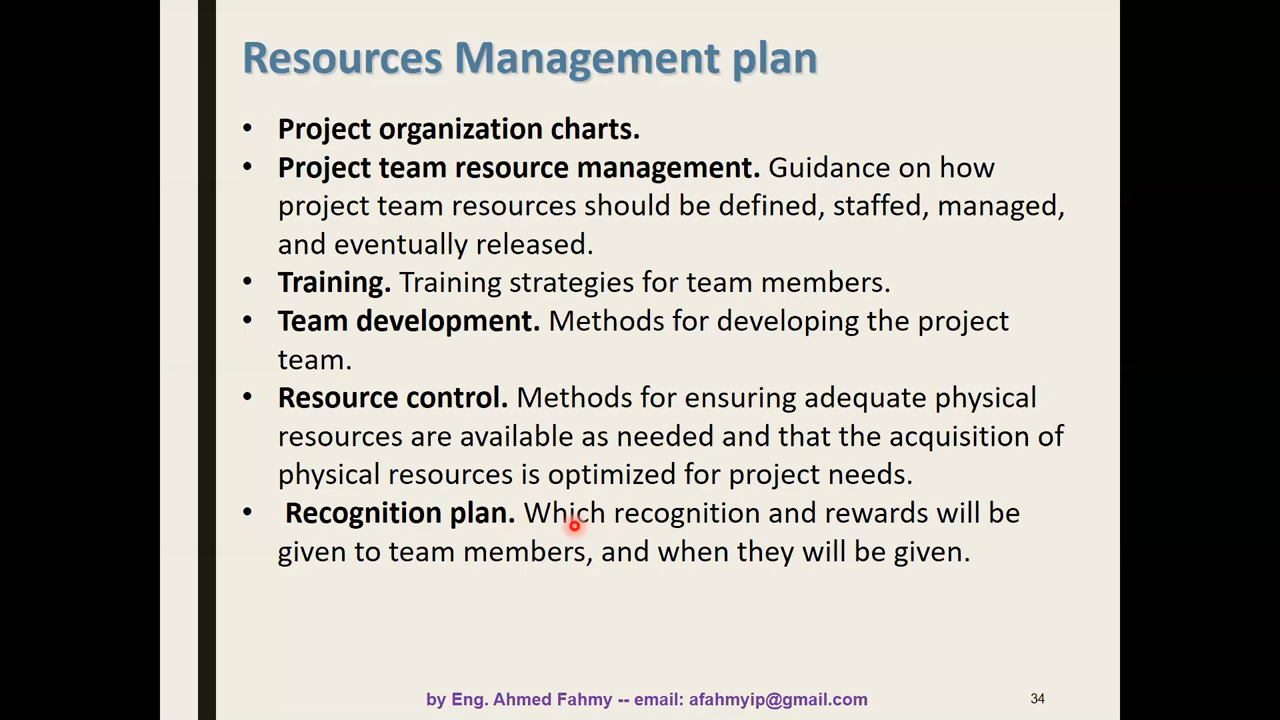 Resources Management plan
• Project organization charts.
• Project team resource management. Guidance on how
project team resources should be defined, staffed, managed,
and eventually released.
• Training. Training strategies for team members.
• Team development. Methods for developing the project
team.
• Resource control. Methods for ensuring adequate physical
resources are available as needed and that the acquisition of
physical resources is optimized for project needs.
• Recognition plan. Which recognition and rewards will be
given to team members, and when they will be given.
by Eng. Ahmed Fahmy -- email: afahmyip@gmail.com
34